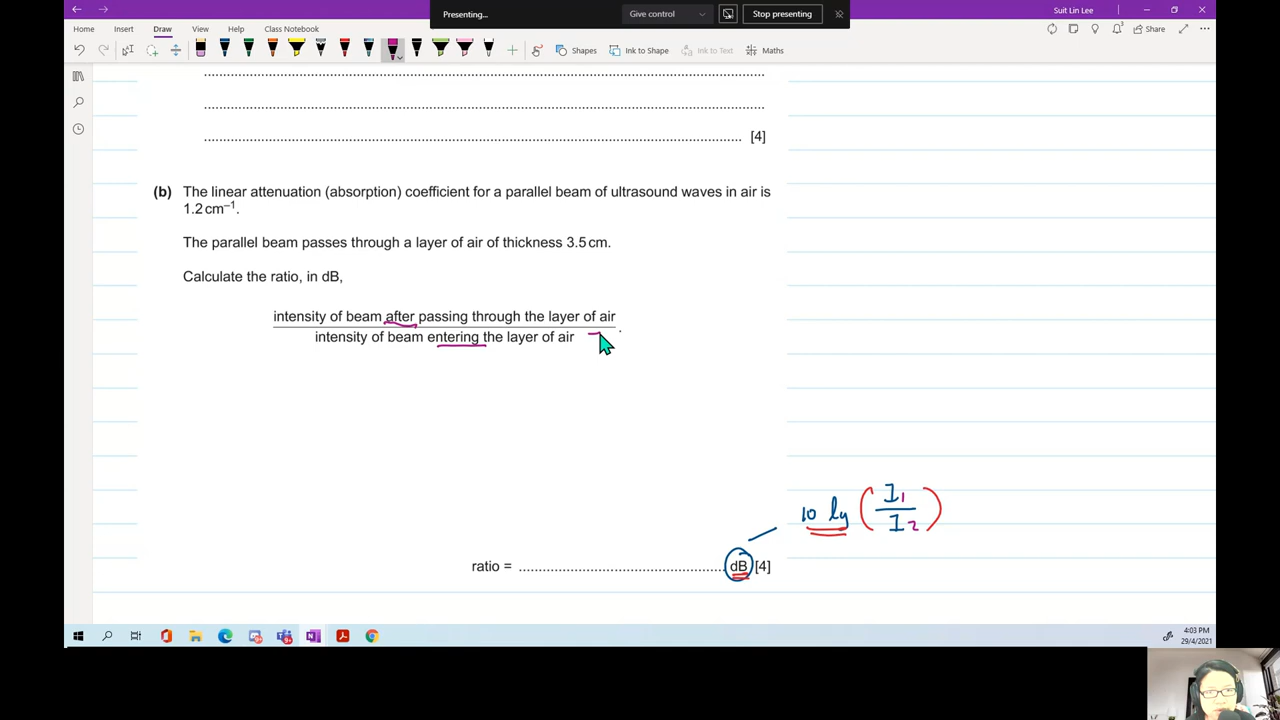 Presenting...
Give control
Stop presenting
Suit Lin Lee
Home Insert Draw View Help Class Notebook
Share
Shapes Ink to Shape Ink to Text Maths
[4]
(b) The linear attenuation (absorption) coefficient for a parallel beam of ultrasound waves in air is
1.2 cm⁻¹.
The parallel beam passes through a layer of air of thickness 3.5 cm.
Calculate the ratio, in dB,
intensity of beam after passing through the layer of air
intensity of beam entering the layer of air .
10 lg ( I1 / I2 )
ratio = ................................................ dB [4]
4:03 PM
29/4/2021